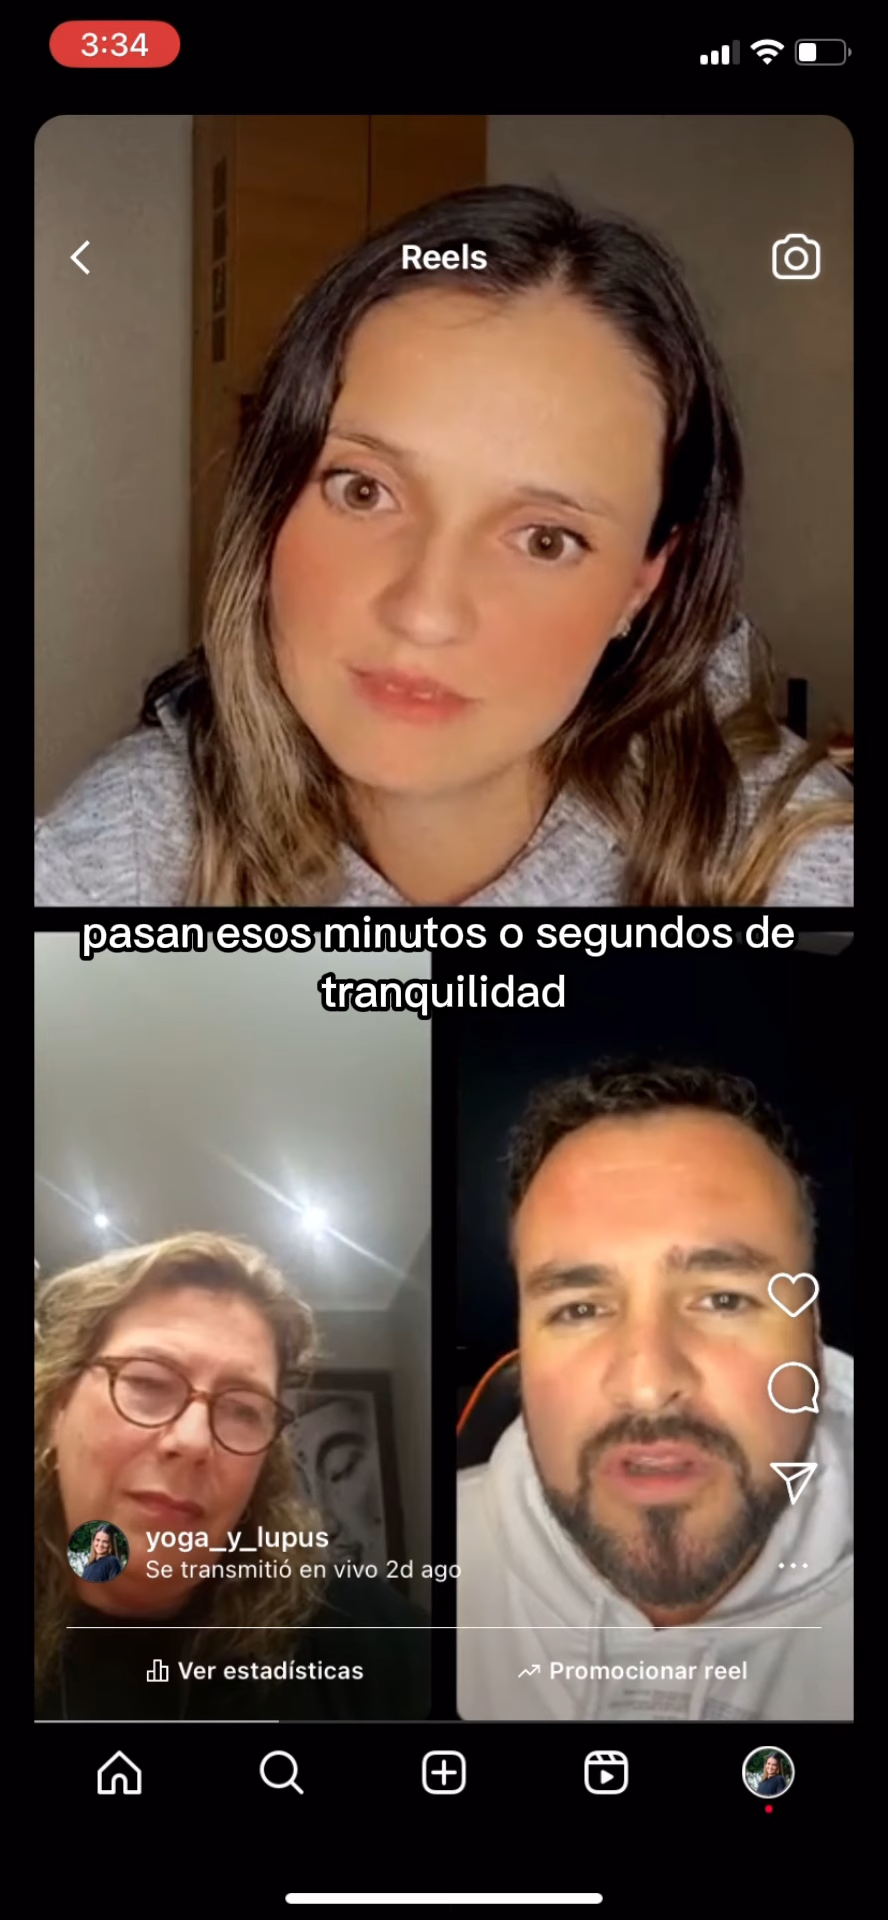 3:34
Reels
pasan esos minutos o segundos de
tranquilidad
yoga_y_lupus
Se transmitió en vivo 2d ago
Ver estadísticas
Promocionar reel